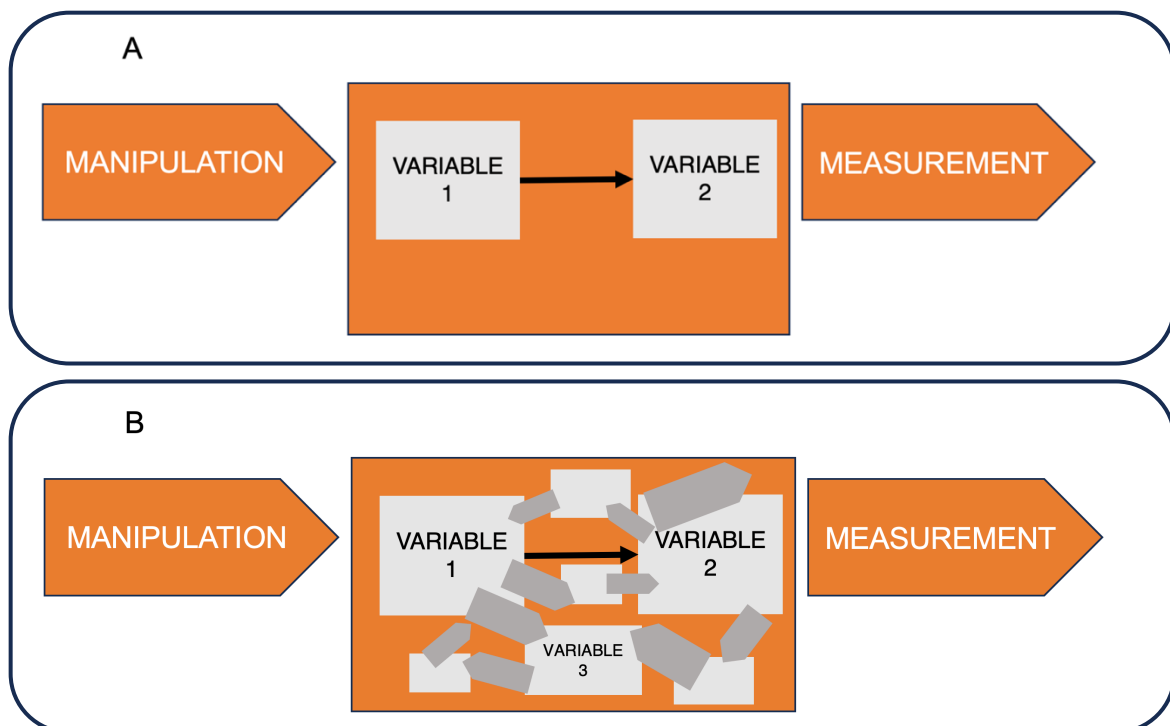 A
MANIPULATION
VARIABLE
1
VARIABLE
2
MEASUREMENT
B
MANIPULATION
VARIABLE
1
VARIABLE
2
VARIABLE
3
MEASUREMENT